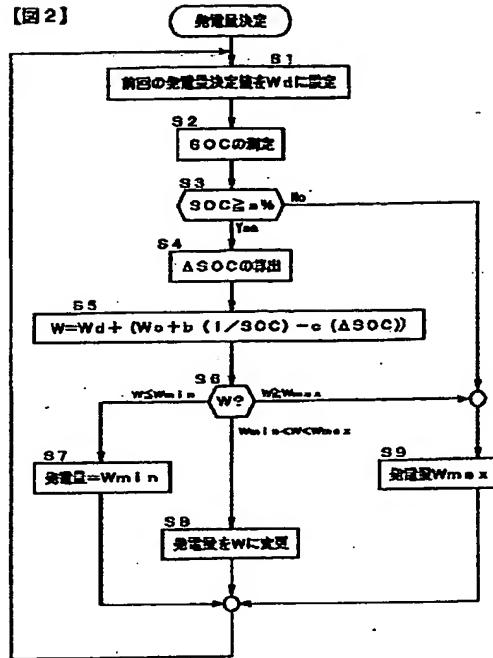 【図2】
発電量決定
S1
前回の発電量決定値をWdに設定
S2
SOCの測定
S3
SOC≧a%
No
Yes
S4
ΔSOCの算出
S5
W=Wd+(Wo+b(1/SOC)-c(ΔSOC))
S6
W?
W≦Wmin
W≧Wmax
Wmin<W<Wmax
S7
発電量=Wmin
S9
発電量Wmax
S8
発電量をWに変更